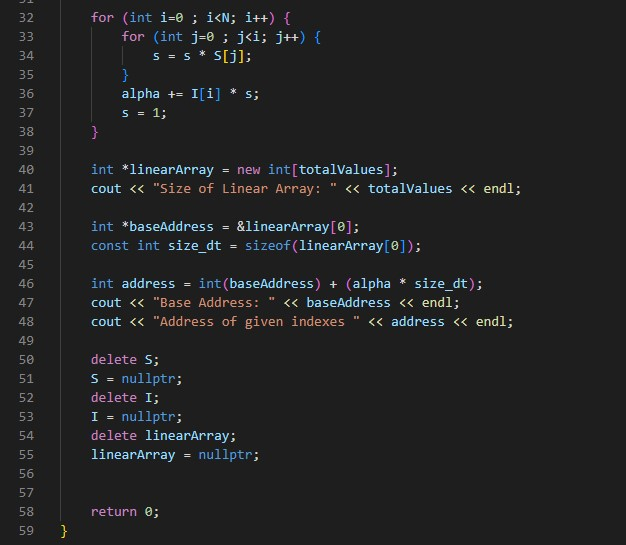 32 for (int i=0 ; i<N; i++) {
33 for (int j=0 ; j<i; j++) {
34 s = s * S[j];
35 }
36 alpha += I[i] * s;
37 s = 1;
38 }
39
40 int *linearArray = new int[totalValues];
41 cout << "Size of Linear Array: " << totalValues << endl;
42
43 int *baseAddress = &linearArray[0];
44 const int size_dt = sizeof(linearArray[0]);
45
46 int address = int(baseAddress) + (alpha * size_dt);
47 cout << "Base Address: " << baseAddress << endl;
48 cout << "Address of given indexes " << address << endl;
49
50 delete S;
51 S = nullptr;
52 delete I;
53 I = nullptr;
54 delete linearArray;
55 linearArray = nullptr;
56
57
58 return 0;
59 }